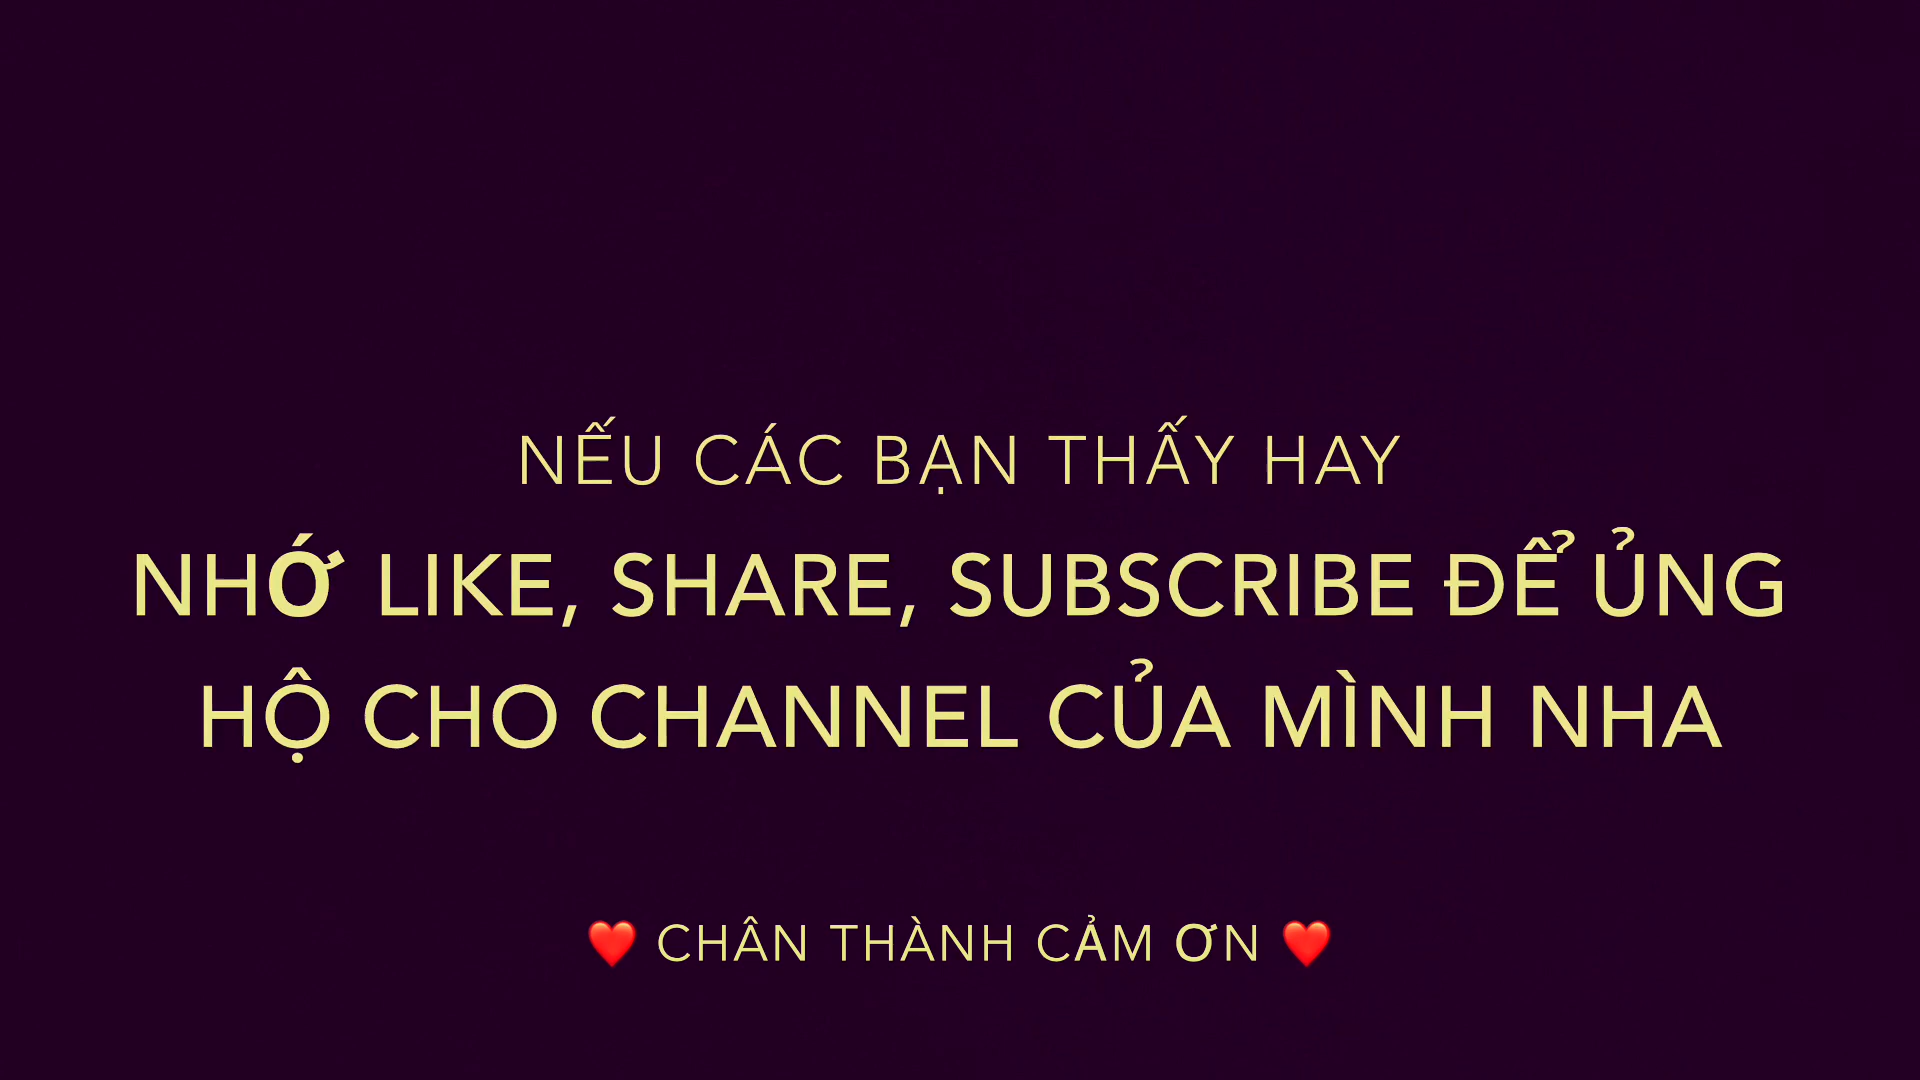 NẾU CÁC BẠN THẤY HAY
NHỚ LIKE, SHARE, SUBSCRIBE ĐỂ ỦNG
HỘ CHO CHANNEL CỦA MÌNH NHA
❤️ CHÂN THÀNH CẢM ƠN ❤️